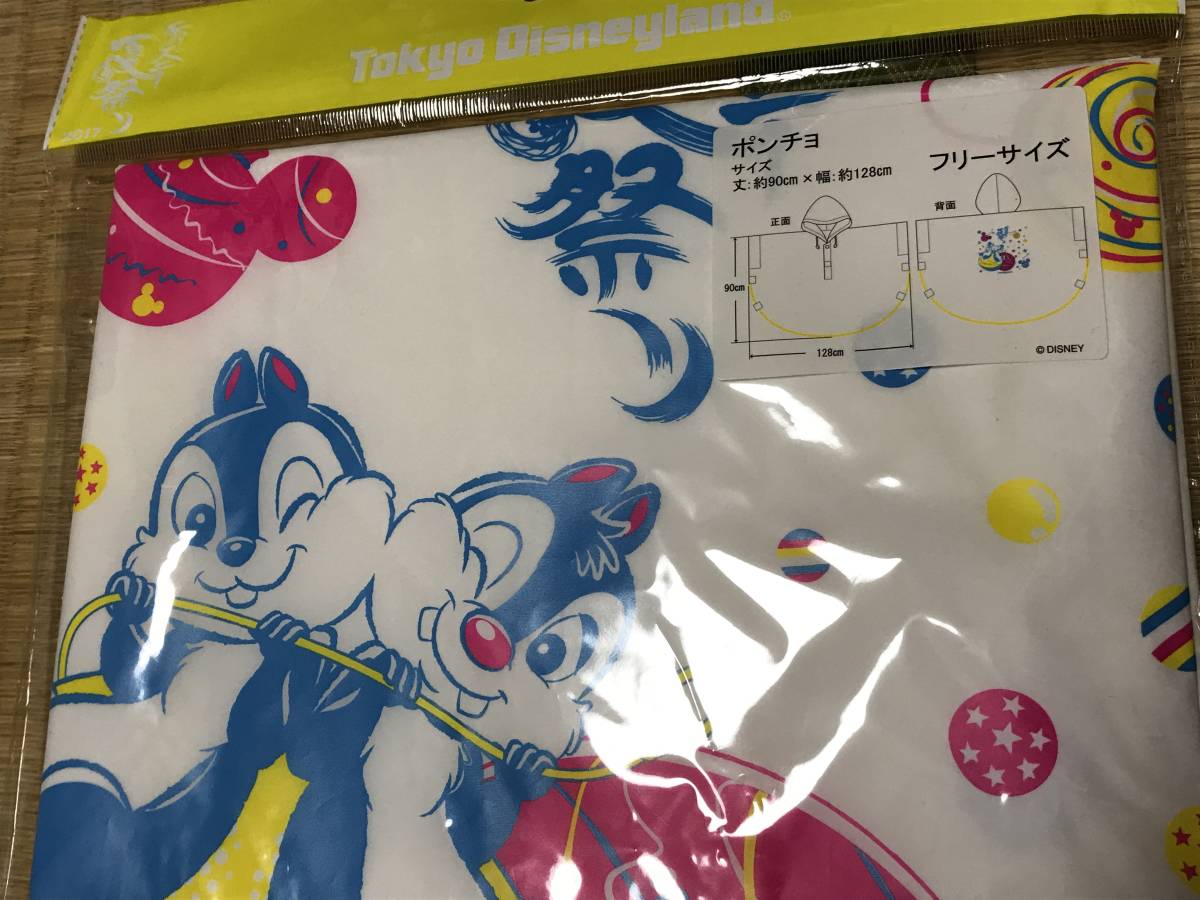 Tokyo Disneyland®
2017
祭り
ポンチョ
サイズ
丈:約90cm×幅:約128cm
フリーサイズ
正面
背面
90cm
128cm
© DISNEY